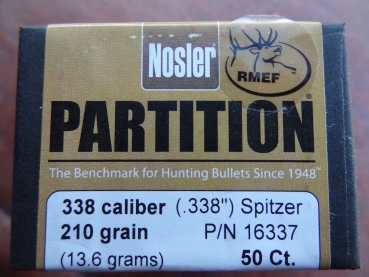 Nosler
RMEF
PARTITION®
The Benchmark for Hunting Bullets Since 1948™
338 caliber (.338") Spitzer
210 grain P/N 16337
(13.6 grams) 50 Ct.